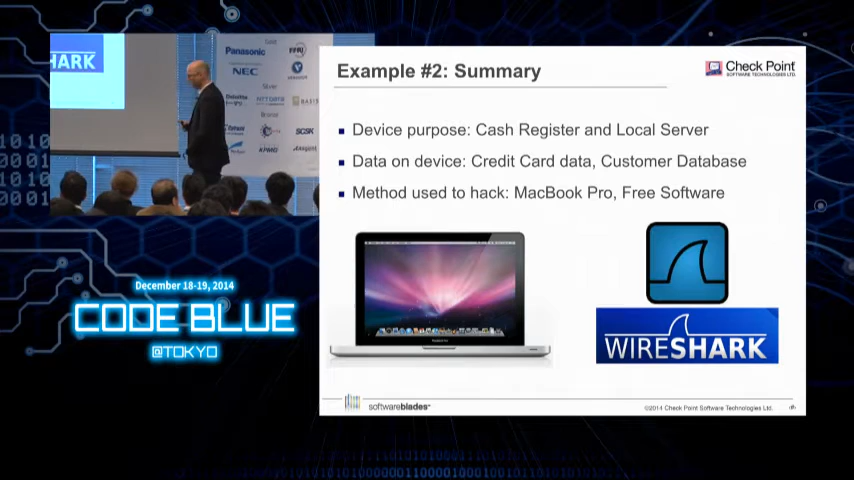 SHARK
Panasonic
NEC
KPMG
December 18-19, 2014
CODE BLUE
@TOKYO
Example #2: Summary
Check Point
SOFTWARE TECHNOLOGIES LTD.
Device purpose: Cash Register and Local Server
Data on device: Credit Card data, Customer Database
Method used to hack: MacBook Pro, Free Software
WIRESHARK
softwareblades™
©2014 Check Point Software Technologies Ltd.